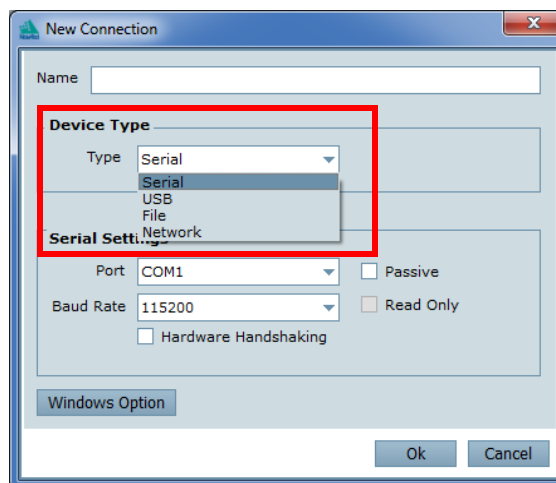 New Connection
Name
Device Type
Type Serial
Serial
USB
File
Network
Serial Settings
Port COM1 Passive
Baud Rate 115200 Read Only
Hardware Handshaking
Windows Option
Ok Cancel